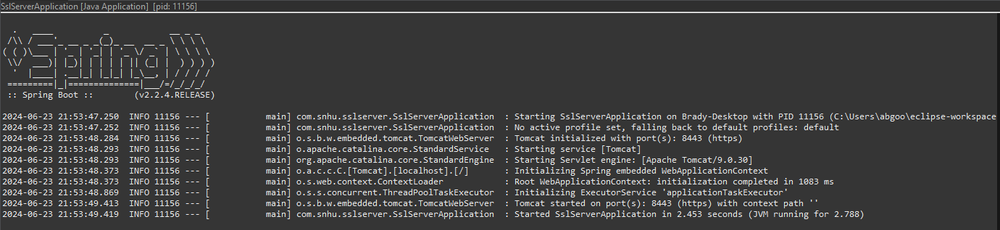 SslServerApplication [Java Application] [pid: 11156]
  .   ____          _            __ _ _
 /\\ / ___'_ __ _ _(_)_ __  __ _ \ \ \ \
( ( )\___ | '_ | '_| | '_ \/ _` | \ \ \ \
 \\/  ___)| |_)| | | | | || (_| |  ) ) ) )
  '  |____| .__|_| |_|_| |_\__, | / / / /
 =========|_|==============|___/=/_/_/_/
 :: Spring Boot ::        (v2.2.4.RELEASE)
2024-06-23 21:53:47.250  INFO 11156 --- [           main] com.snhu.sslserver.SslServerApplication  : Starting SslServerApplication on Brady-Desktop with PID 11156 (C:\Users\abgoo\eclipse-workspace
2024-06-23 21:53:47.252  INFO 11156 --- [           main] com.snhu.sslserver.SslServerApplication  : No active profile set, falling back to default profiles: default
2024-06-23 21:53:48.284  INFO 11156 --- [           main] o.s.b.w.embedded.tomcat.TomcatWebServer  : Tomcat initialized with port(s): 8443 (https)
2024-06-23 21:53:48.293  INFO 11156 --- [           main] o.apache.catalina.core.StandardService   : Starting service [Tomcat]
2024-06-23 21:53:48.293  INFO 11156 --- [           main] org.apache.catalina.core.StandardEngine  : Starting Servlet engine: [Apache Tomcat/9.0.30]
2024-06-23 21:53:48.373  INFO 11156 --- [           main] o.a.c.c.C.[Tomcat].[localhost].[/]       : Initializing Spring embedded WebApplicationContext
2024-06-23 21:53:48.373  INFO 11156 --- [           main] o.s.web.context.ContextLoader            : Root WebApplicationContext: initialization completed in 1083 ms
2024-06-23 21:53:48.869  INFO 11156 --- [           main] o.s.s.concurrent.ThreadPoolTaskExecutor  : Initializing ExecutorService 'applicationTaskExecutor'
2024-06-23 21:53:49.413  INFO 11156 --- [           main] o.s.b.w.embedded.tomcat.TomcatWebServer  : Tomcat started on port(s): 8443 (https) with context path ''
2024-06-23 21:53:49.419  INFO 11156 --- [           main] com.snhu.sslserver.SslServerApplication  : Started SslServerApplication in 2.453 seconds (JVM running for 2.788)